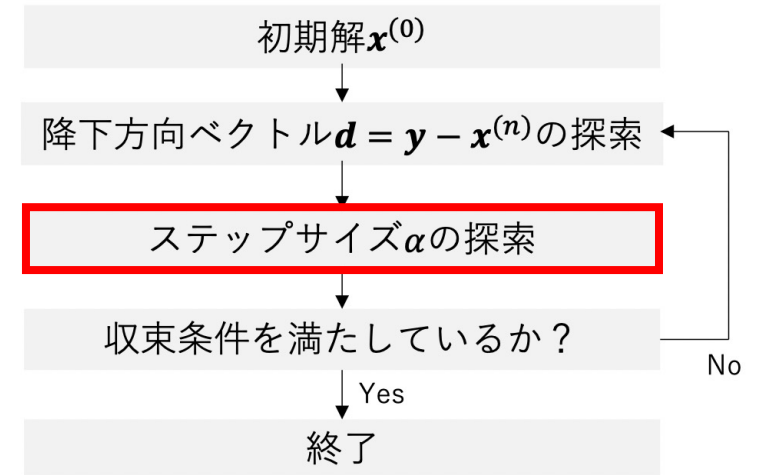 初期解x⁽⁰⁾
降下方向ベクトルd = y − x⁽ⁿ⁾の探索
ステップサイズαの探索
収束条件を満たしているか？
No
Yes
終了